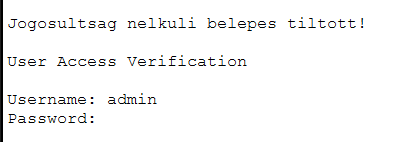 Jogosultsag nelkuli belepes tiltott!
User Access Verification
Username: admin
Password: